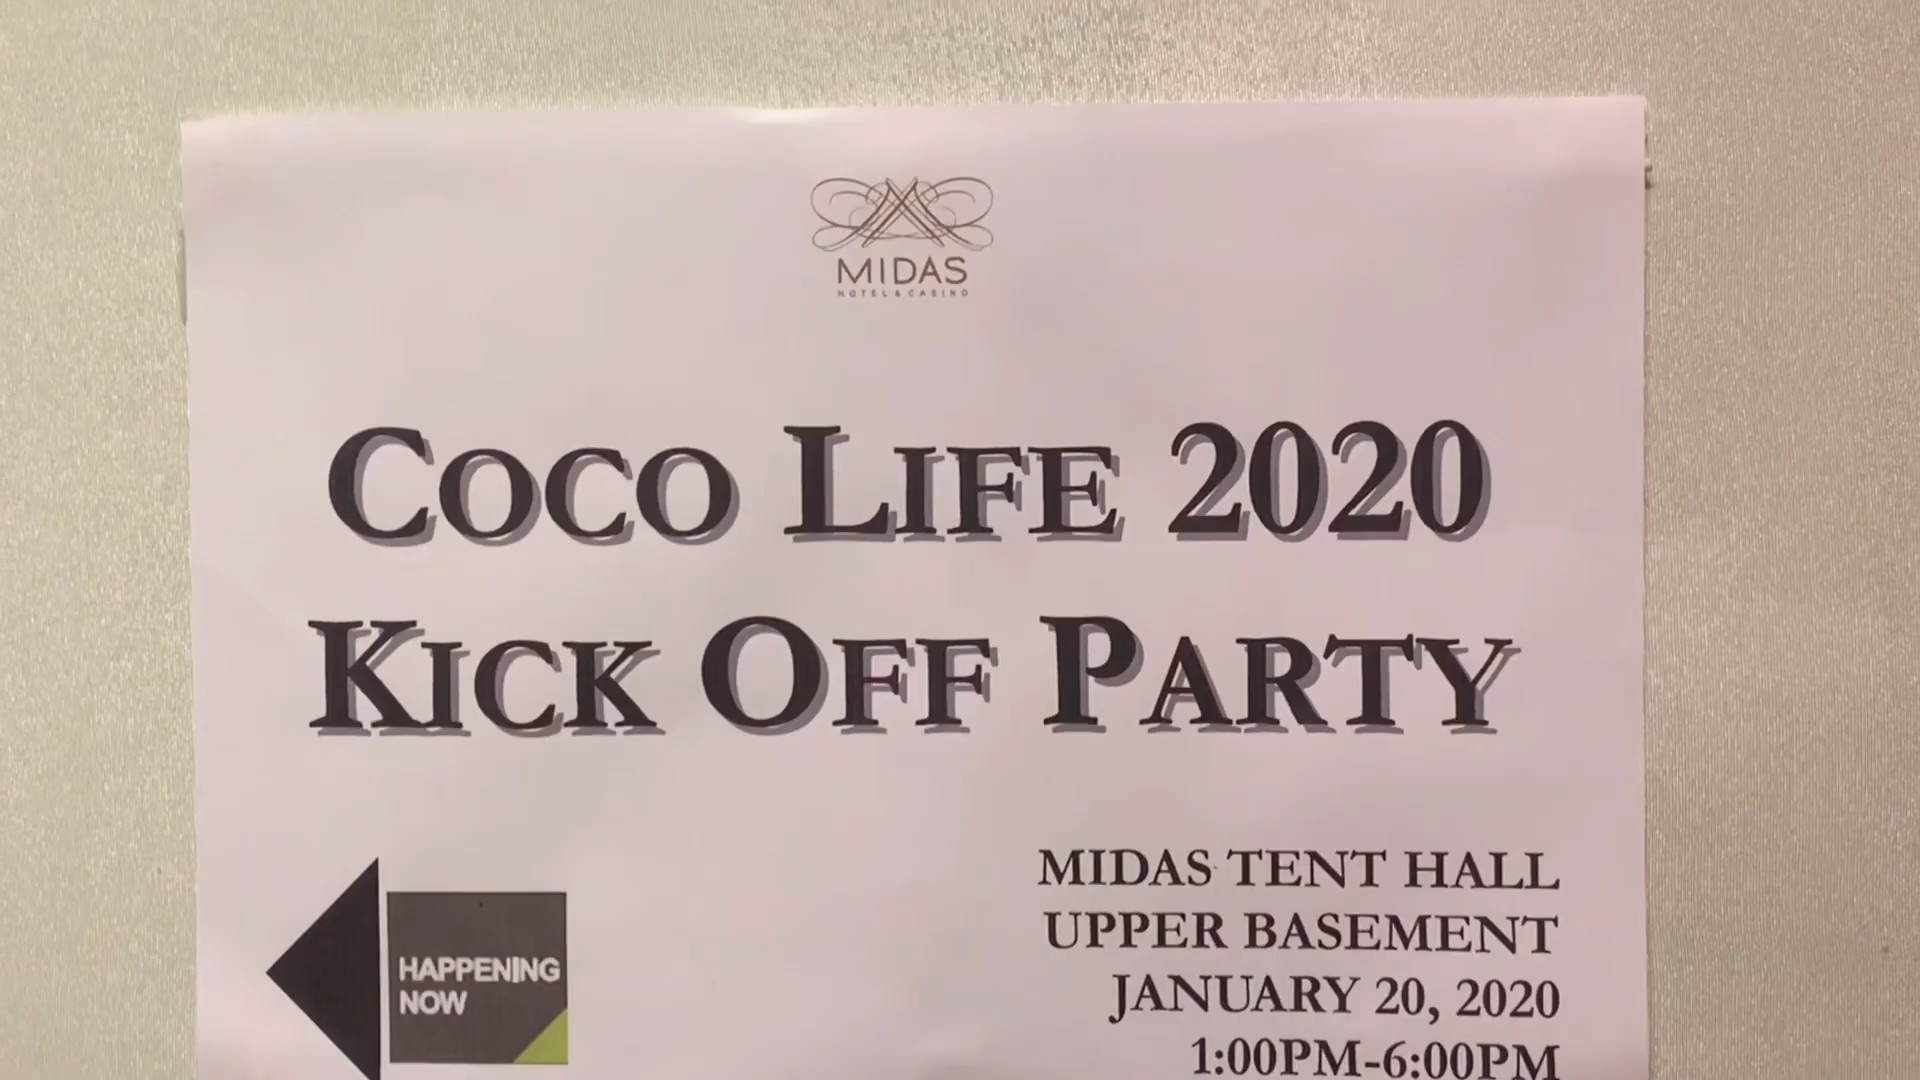 MIDAS
HOTEL & CASINO
COCO LIFE 2020
KICK OFF PARTY
HAPPENING
NOW
MIDAS TENT HALL
UPPER BASEMENT
JANUARY 20, 2020
1:00PM-6:00PM